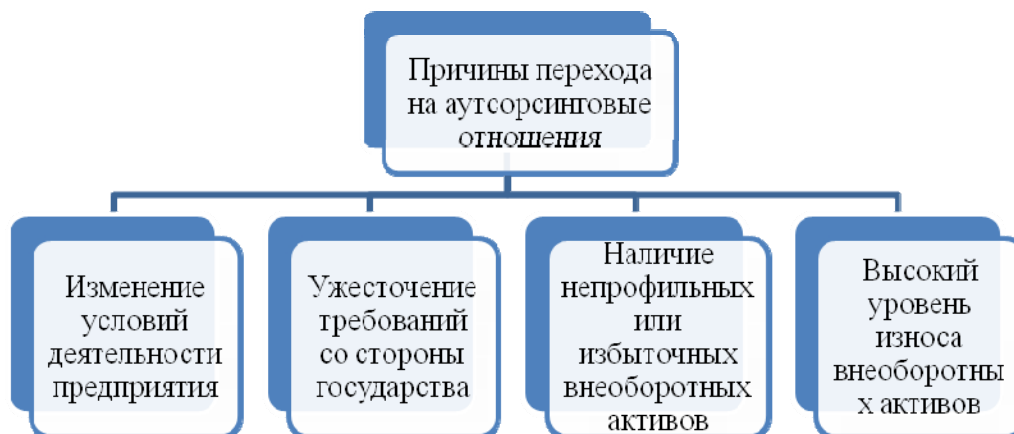 Причины перехода
на аутсорсинговые
отношения
Изменение
условий
деятельности
предприятия
Ужесточение
требований
со стороны
государства
Наличие
непрофильных
или
избыточных
внеоборотных
активов
Высокий
уровень
износа
внеоборотны
х активов